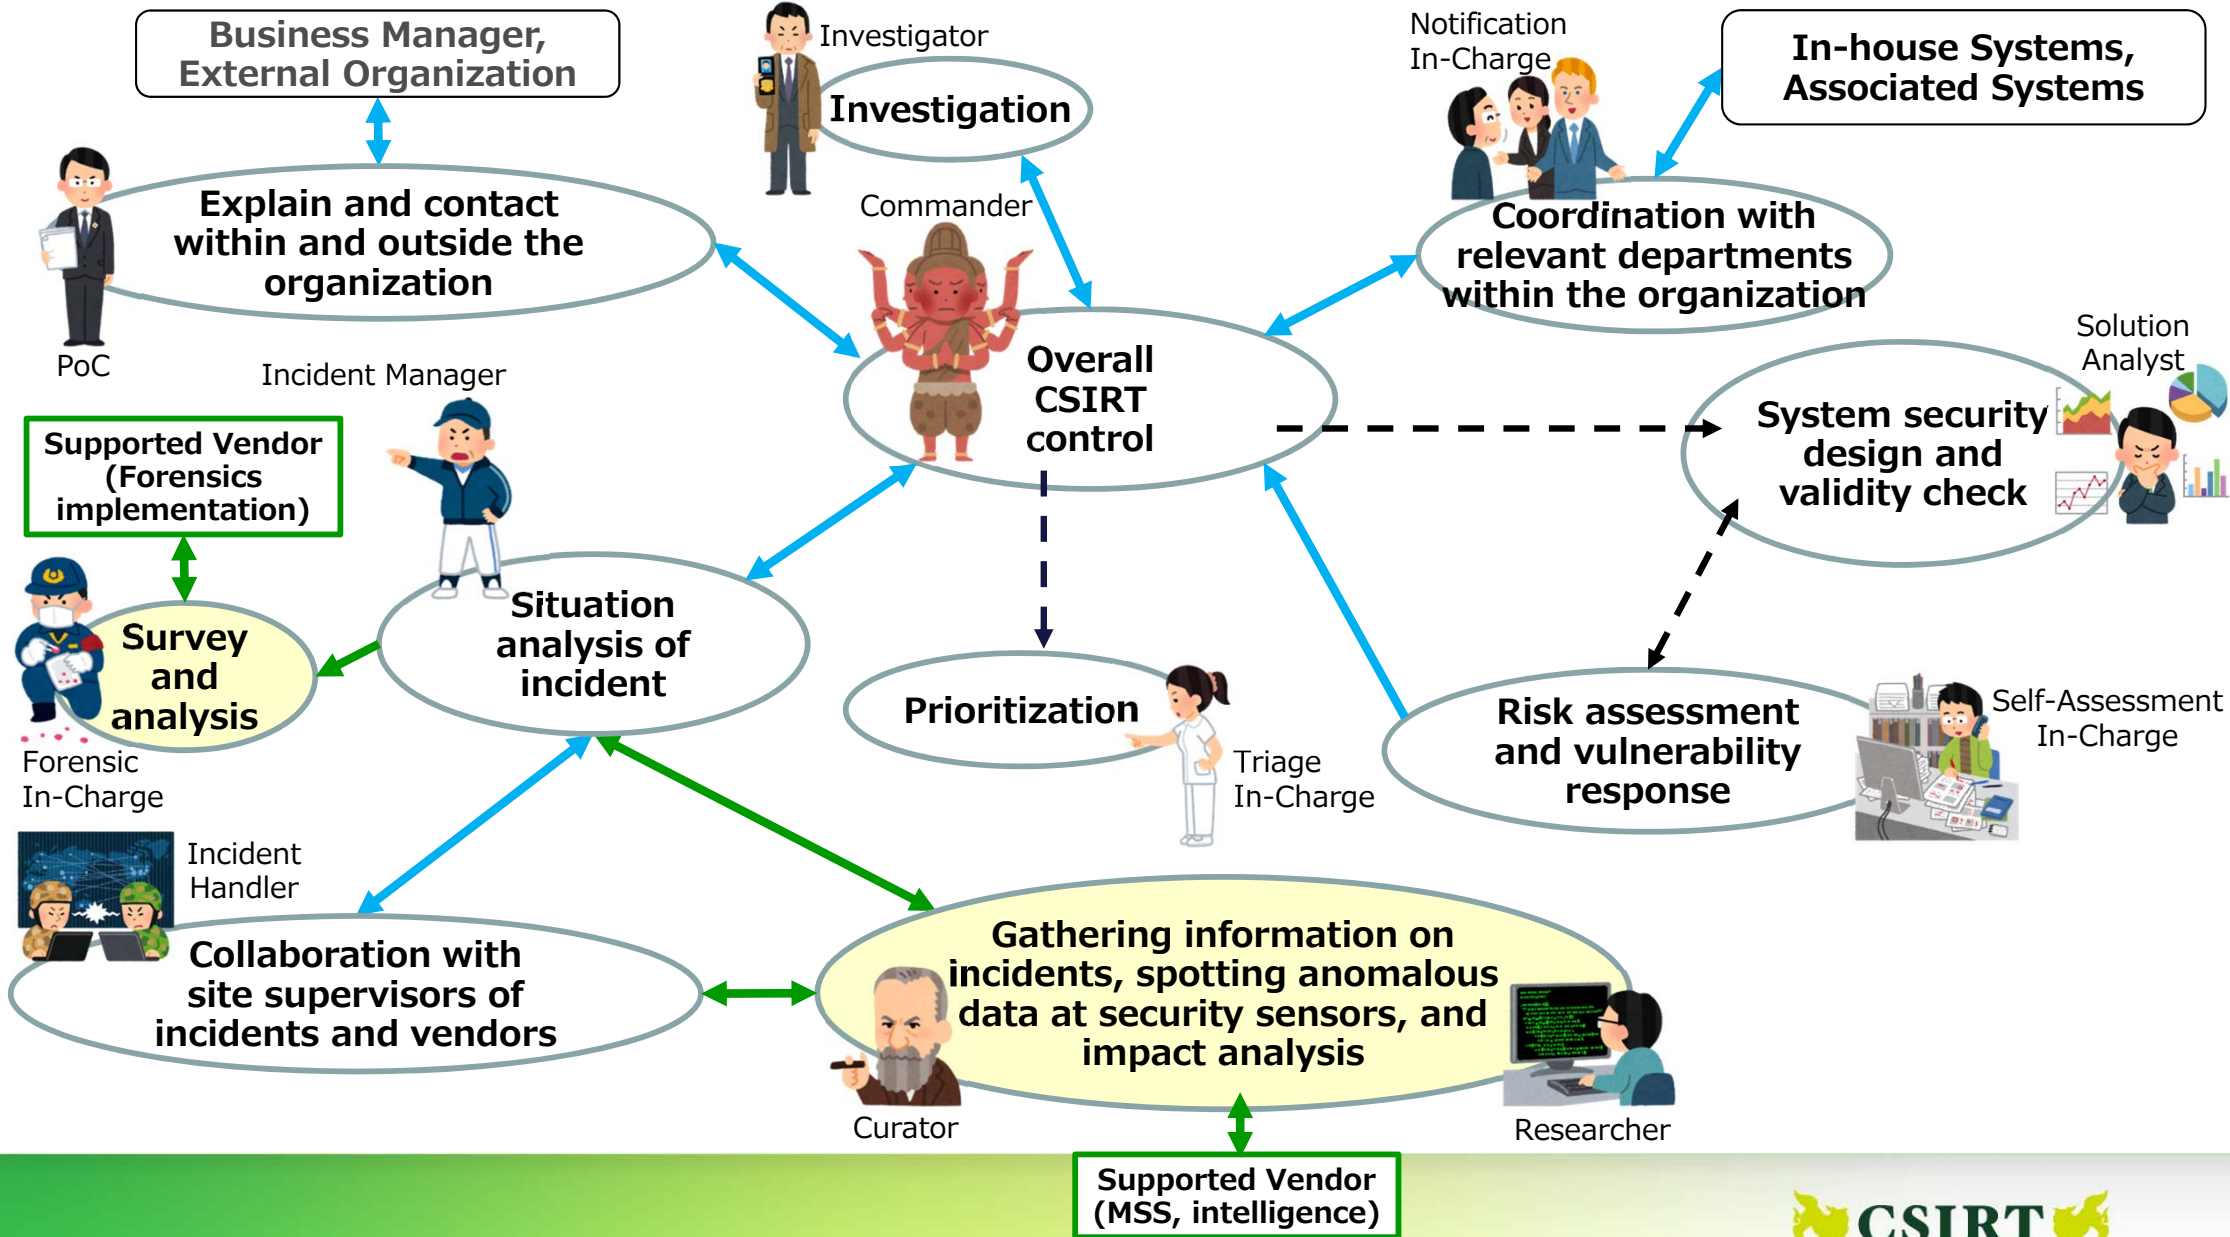 Business Manager,
External Organization
Investigator
Investigation
Notification
In-Charge
In-house Systems,
Associated Systems
Explain and contact
within and outside the
organization
PoC
Commander
Overall
CSIRT
control
Coordination with
relevant departments
within the organization
Solution
Analyst
System security
design and
validity check
Incident Manager
Supported Vendor
(Forensics
implementation)
Survey
and
analysis
Forensic
In-Charge
Situation
analysis of
incident
Prioritization
Triage
In-Charge
Risk assessment
and vulnerability
response
Self-Assessment
In-Charge
Incident
Handler
Collaboration with
site supervisors of
incidents and vendors
Gathering information on
incidents, spotting anomalous
data at security sensors, and
impact analysis
Curator
Researcher
Supported Vendor
(MSS, intelligence)
CSIRT